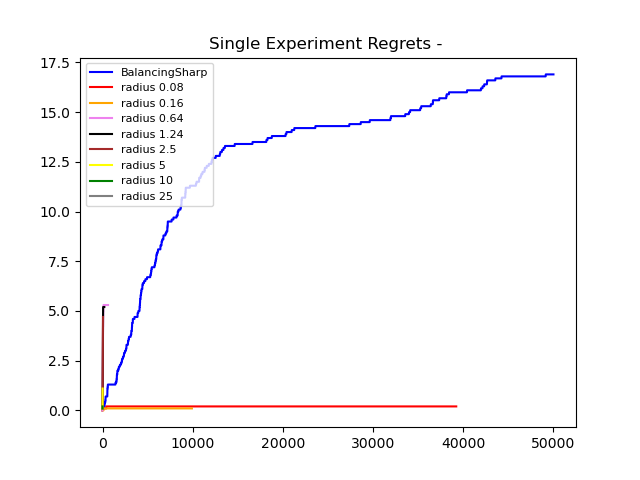 Single Experiment Regrets -
17.5
15.0
12.5
10.0
7.5
5.0
2.5
0.0
BalancingSharp
radius 0.08
radius 0.16
radius 0.64
radius 1.24
radius 2.5
radius 5
radius 10
radius 25
0 10000 20000 30000 40000 50000